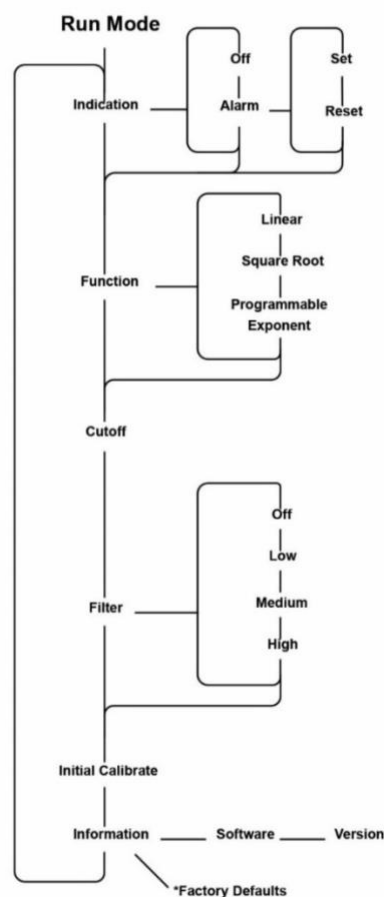 Run Mode
Off
Set
Indication
Alarm
Reset
Linear
Square Root
Function
Programmable
Exponent
Cutoff
Off
Low
Filter
Medium
High
Initial Calibrate
Information
Software
Version
*Factory Defaults